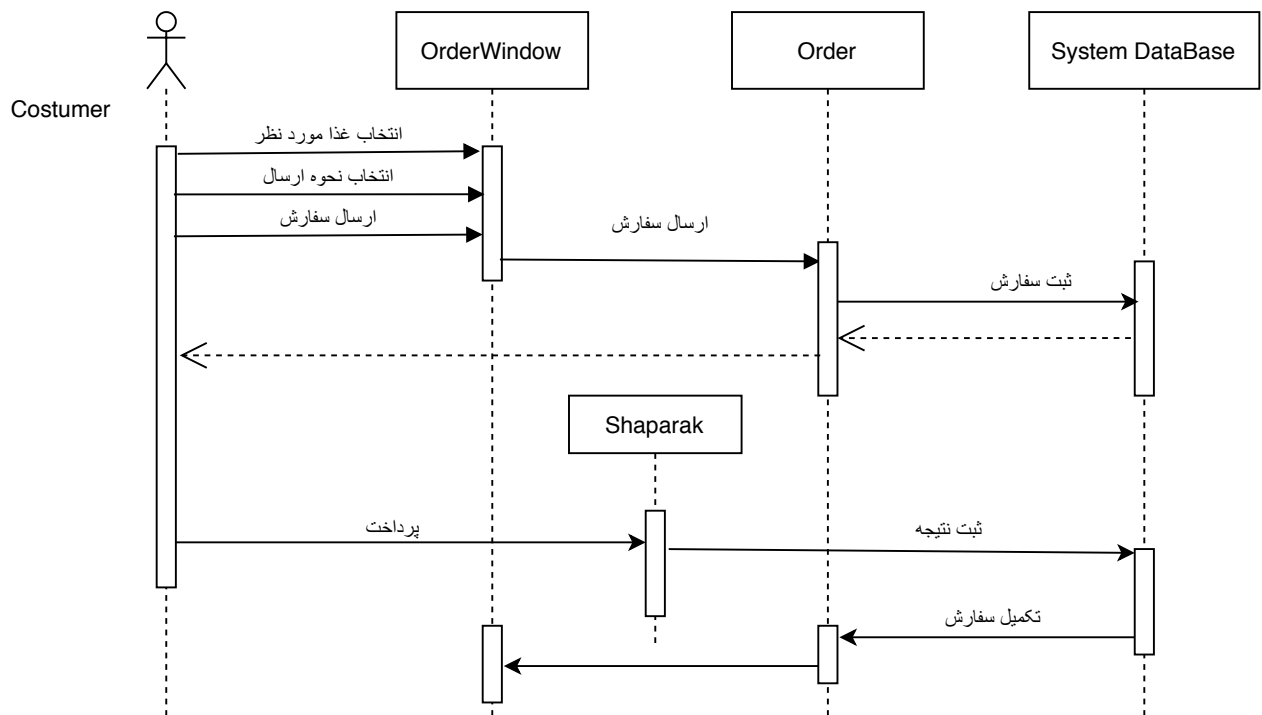 OrderWindow
Order
System DataBase
Costumer
انتخاب غذا مورد نظر
انتخاب نحوه ارسال
ارسال سفارش
ارسال سفارش
ثبت سفارش
Shaparak
پرداخت
ثبت نتیجه
تکمیل سفارش